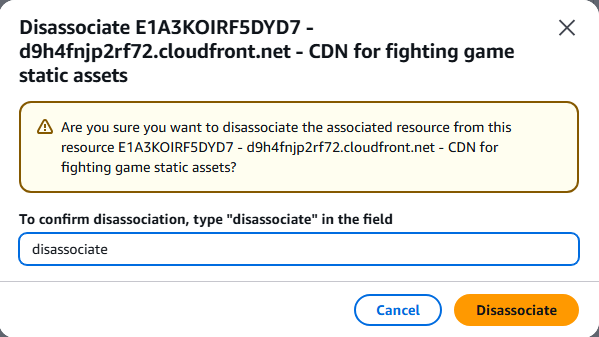 Disassociate E1A3KOIRF5DYD7 -
d9h4fnjp2rf72.cloudfront.net - CDN for fighting game
static assets
Are you sure you want to disassociate the associated resource from this
resource E1A3KOIRF5DYD7 - d9h4fnjp2rf72.cloudfront.net - CDN for
fighting game static assets?
To confirm disassociation, type "disassociate" in the field
disassociate
Cancel
Disassociate